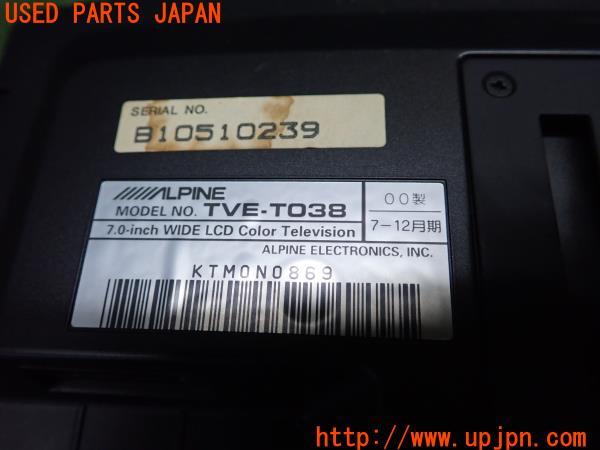 USED PARTS JAPAN
SERIAL NO.
B10510239
ALPINE
MODEL NO. TVE-T038
00製
7.0-inch WIDE LCD Color Television
7-12月期
ALPINE ELECTRONICS, INC.
KTM0N0869
http://www.upjpn.com/